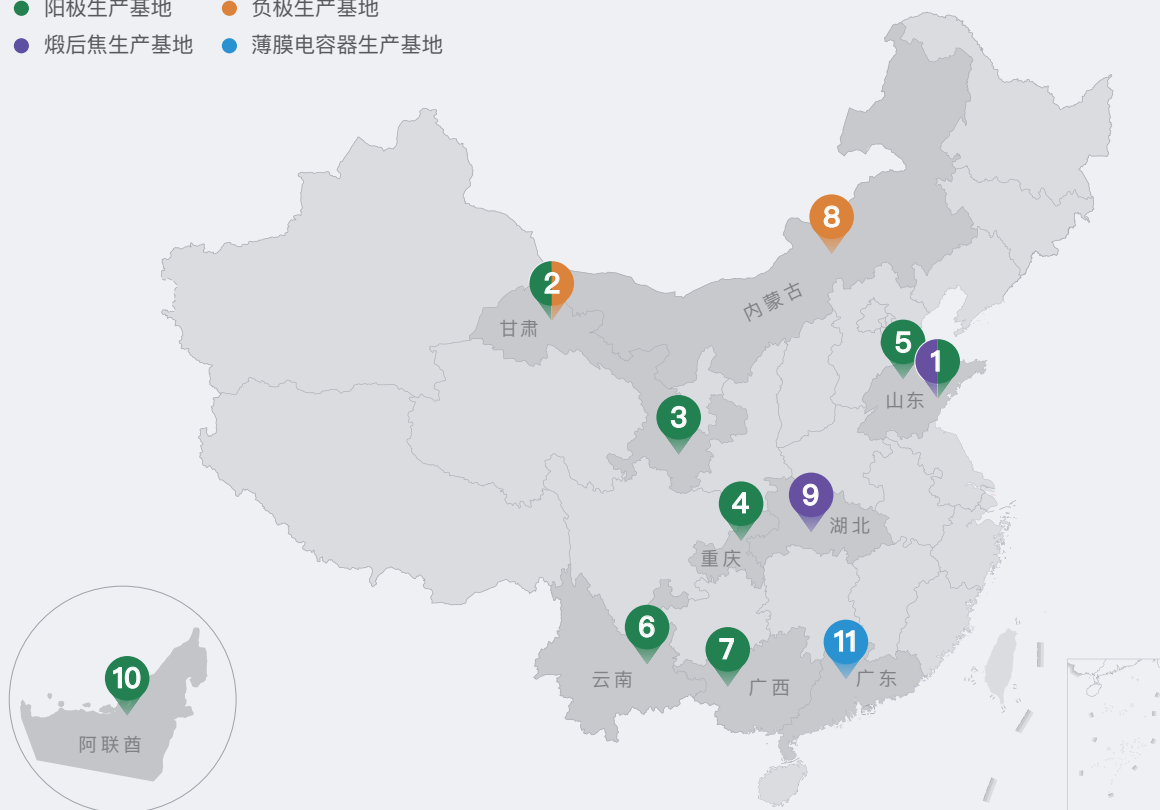 阳极生产基地 负极生产基地
煅后焦生产基地 薄膜电容器生产基地
8
2
内蒙古
甘肃
5
1
山东
3
9
4
湖北
重庆
6
11
7
云南
广西
广东
10
阿联酋